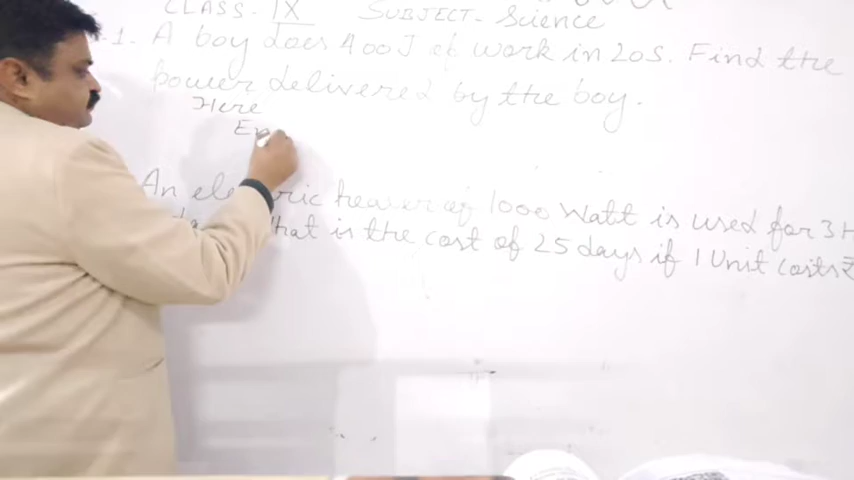 CLASS- IX SUBJECT- Science
1. A boy does 400J of work in 20S. Find the
power delivered by the boy.
Here
An electric heater of 1000 Watt is used for 3 H
What is the cost of 25 days if 1 Unit costs ₹